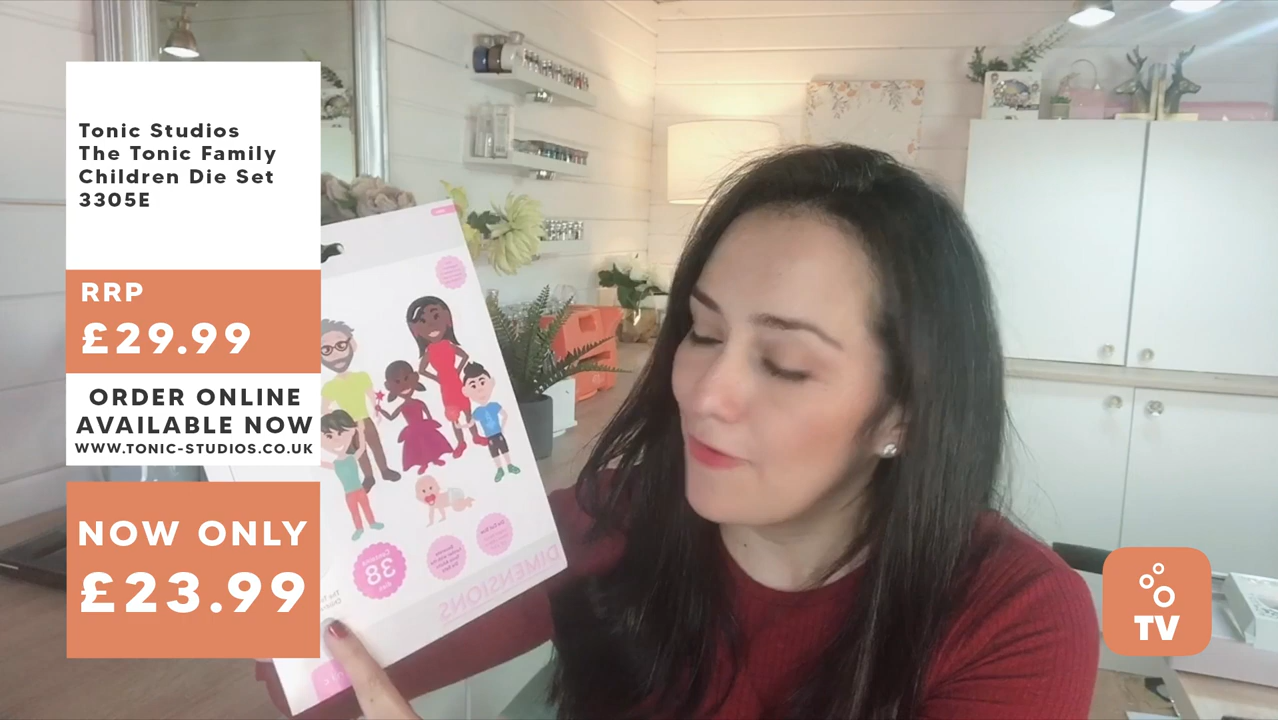 Tonic Studios
The Tonic Family
Children Die Set
3305E
RRP
£29.99
ORDER ONLINE
AVAILABLE NOW
WWW.TONIC-STUDIOS.CO.UK
NOW ONLY
£23.99
Contains
38
DIMENSIONS
TV